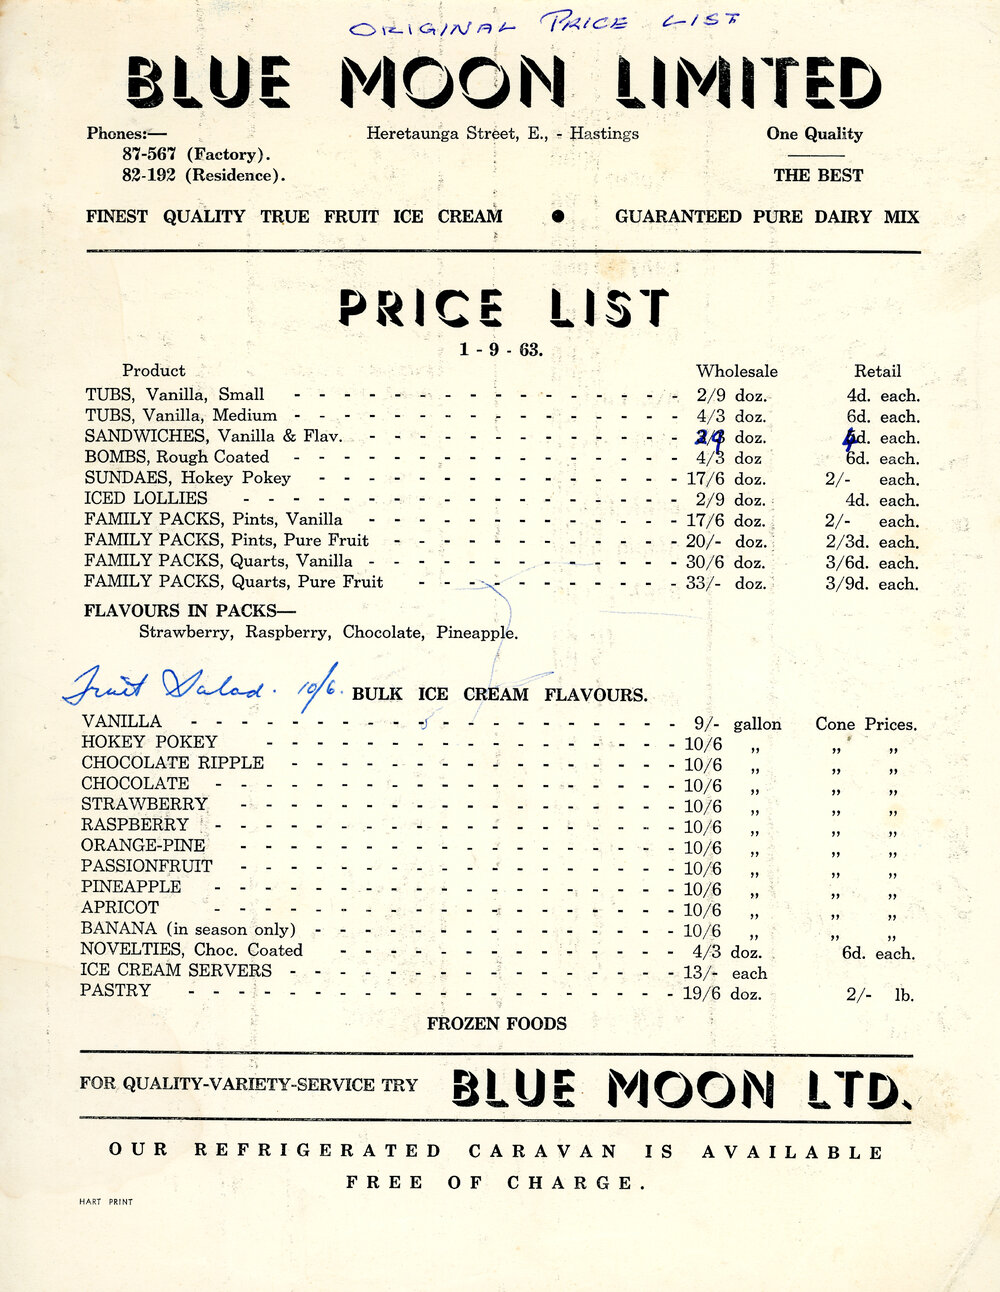 ORIGINAL PRICE LIST
BLUE MOON LIMITED
Phones:— Heretaunga Street, E., - Hastings One Quality
87-567 (Factory).
82-192 (Residence). THE BEST
FINEST QUALITY TRUE FRUIT ICE CREAM ● GUARANTEED PURE DAIRY MIX
PRICE LIST
1 - 9 - 63.
Product Wholesale Retail
TUBS, Vanilla, Small 2/9 doz. 4d. each.
TUBS, Vanilla, Medium 4/3 doz. 6d. each.
SANDWICHES, Vanilla & Flav. 29 doz. 4d. each.
BOMBS, Rough Coated 4/3 doz 6d. each.
SUNDAES, Hokey Pokey 17/6 doz. 2/- each.
ICED LOLLIES 2/9 doz. 4d. each.
FAMILY PACKS, Pints, Vanilla 17/6 doz. 2/- each.
FAMILY PACKS, Pints, Pure Fruit 20/- doz. 2/3d. each.
FAMILY PACKS, Quarts, Vanilla 30/6 doz. 3/6d. each.
FAMILY PACKS, Quarts, Pure Fruit 33/- doz. 3/9d. each.
FLAVOURS IN PACKS—
Strawberry, Raspberry, Chocolate, Pineapple.
Fruit Salad. 10/6. BULK ICE CREAM FLAVOURS.
VANILLA 9/- gallon Cone Prices.
HOKEY POKEY 10/6 ,, ,, ,,
CHOCOLATE RIPPLE 10/6 ,, ,, ,,
CHOCOLATE 10/6 ,, ,, ,,
STRAWBERRY 10/6 ,, ,, ,,
RASPBERRY 10/6 ,, ,, ,,
ORANGE-PINE 10/6 ,, ,, ,,
PASSIONFRUIT 10/6 ,, ,, ,,
PINEAPPLE 10/6 ,, ,, ,,
APRICOT 10/6 ,, ,, ,,
BANANA (in season only) 10/6 ,, ,, ,,
NOVELTIES, Choc. Coated 4/3 doz. 6d. each.
ICE CREAM SERVERS 13/- each
PASTRY 19/6 doz. 2/- lb.
FROZEN FOODS
FOR QUALITY-VARIETY-SERVICE TRY BLUE MOON LTD.
OUR REFRIGERATED CARAVAN IS AVAILABLE
FREE OF CHARGE.
HART PRINT